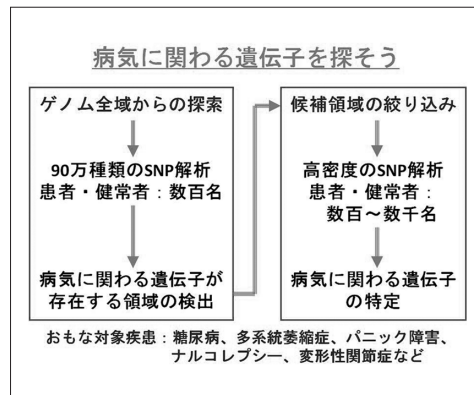 病気に関わる遺伝子を探そう
ゲノム全域からの探索
90万種類のSNP解析
患者・健常者：数百名
病気に関わる遺伝子が
存在する領域の検出
候補領域の絞り込み
高密度のSNP解析
患者・健常者：
数百～数千名
病気に関わる遺伝子
の特定
おもな対象疾患：糖尿病、多系統萎縮症、パニック障害、
ナルコレプシー、変形性関節症など